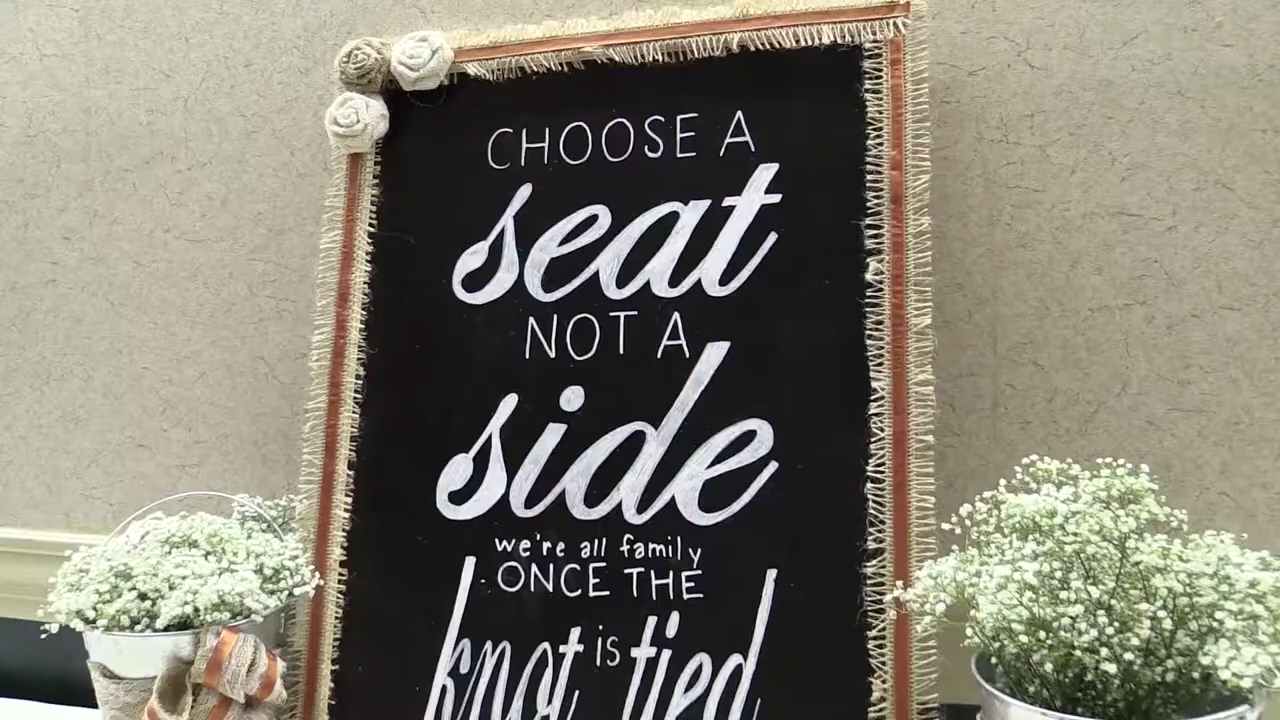 CHOOSE A
seat
NOT A
side
we're all family
ONCE THE
knot is tied